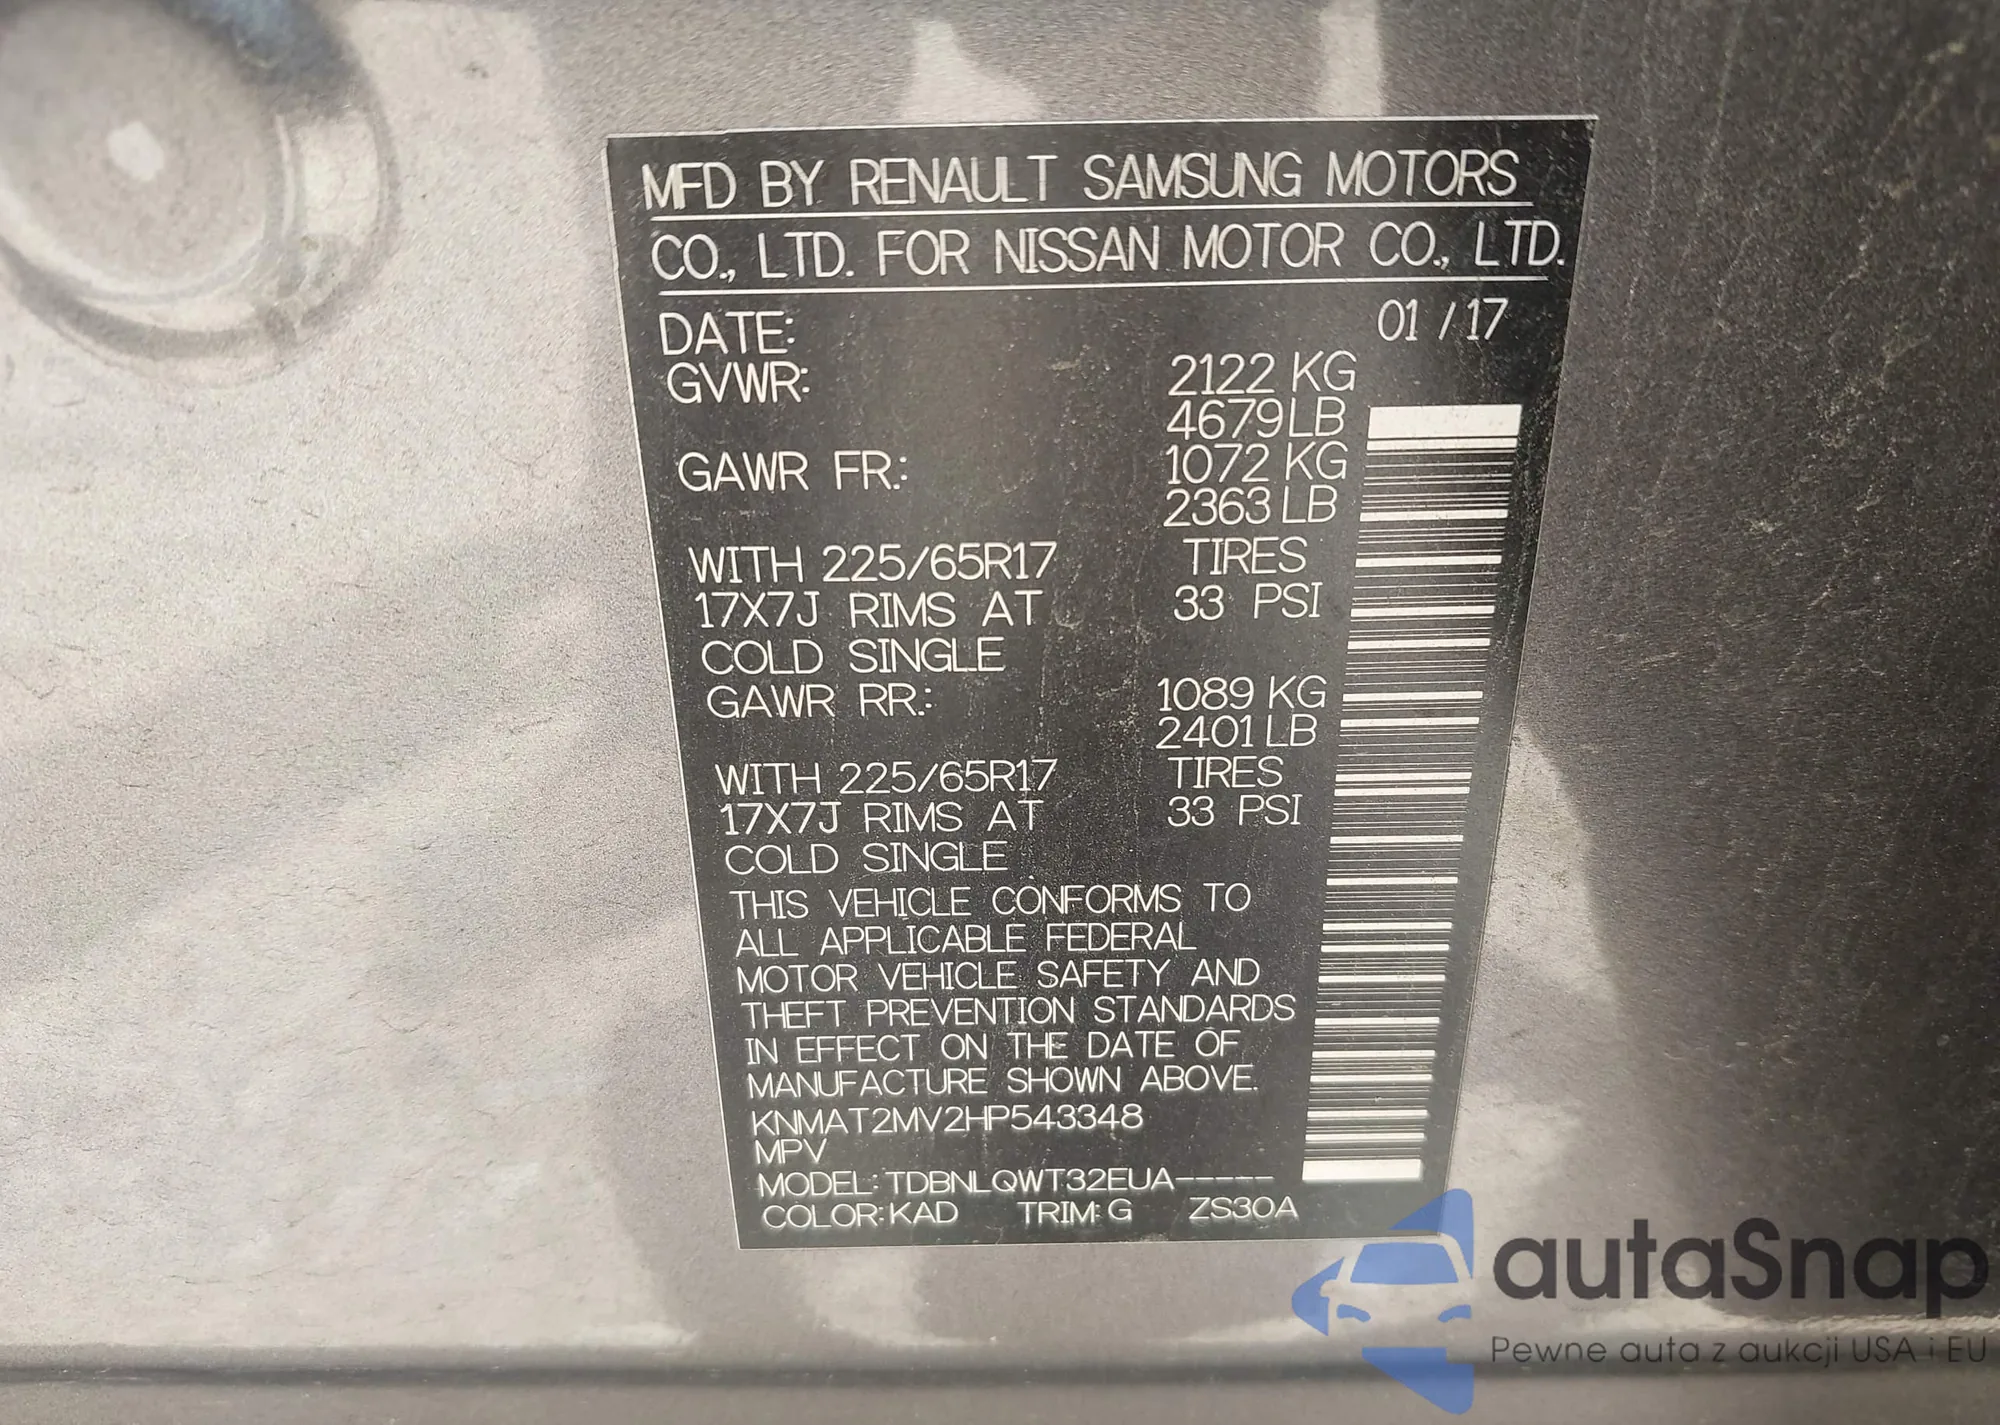 MFD BY RENAULT SAMSUNG MOTORS
CO., LTD. FOR NISSAN MOTOR CO., LTD.
DATE: 01 / 17
GVWR: 2122 KG
4679 LB
GAWR FR.: 1072 KG
2363 LB
WITH 225/65R17 TIRES
17X7J RIMS AT 33 PSI
COLD SINGLE
GAWR RR.: 1089 KG
2401 LB
WITH 225/65R17 TIRES
17X7J RIMS AT 33 PSI
COLD SINGLE
THIS VEHICLE CONFORMS TO
ALL APPLICABLE FEDERAL
MOTOR VEHICLE SAFETY AND
THEFT PREVENTION STANDARDS
IN EFFECT ON THE DATE OF
MANUFACTURE SHOWN ABOVE.
KNMAT2MV2HP543348
MPV
MODEL: TDBNLQWT32EUA-----
COLOR: KAD TRIM: G ZS30A
autaSnap
Pewne auta z aukcji USA i EU